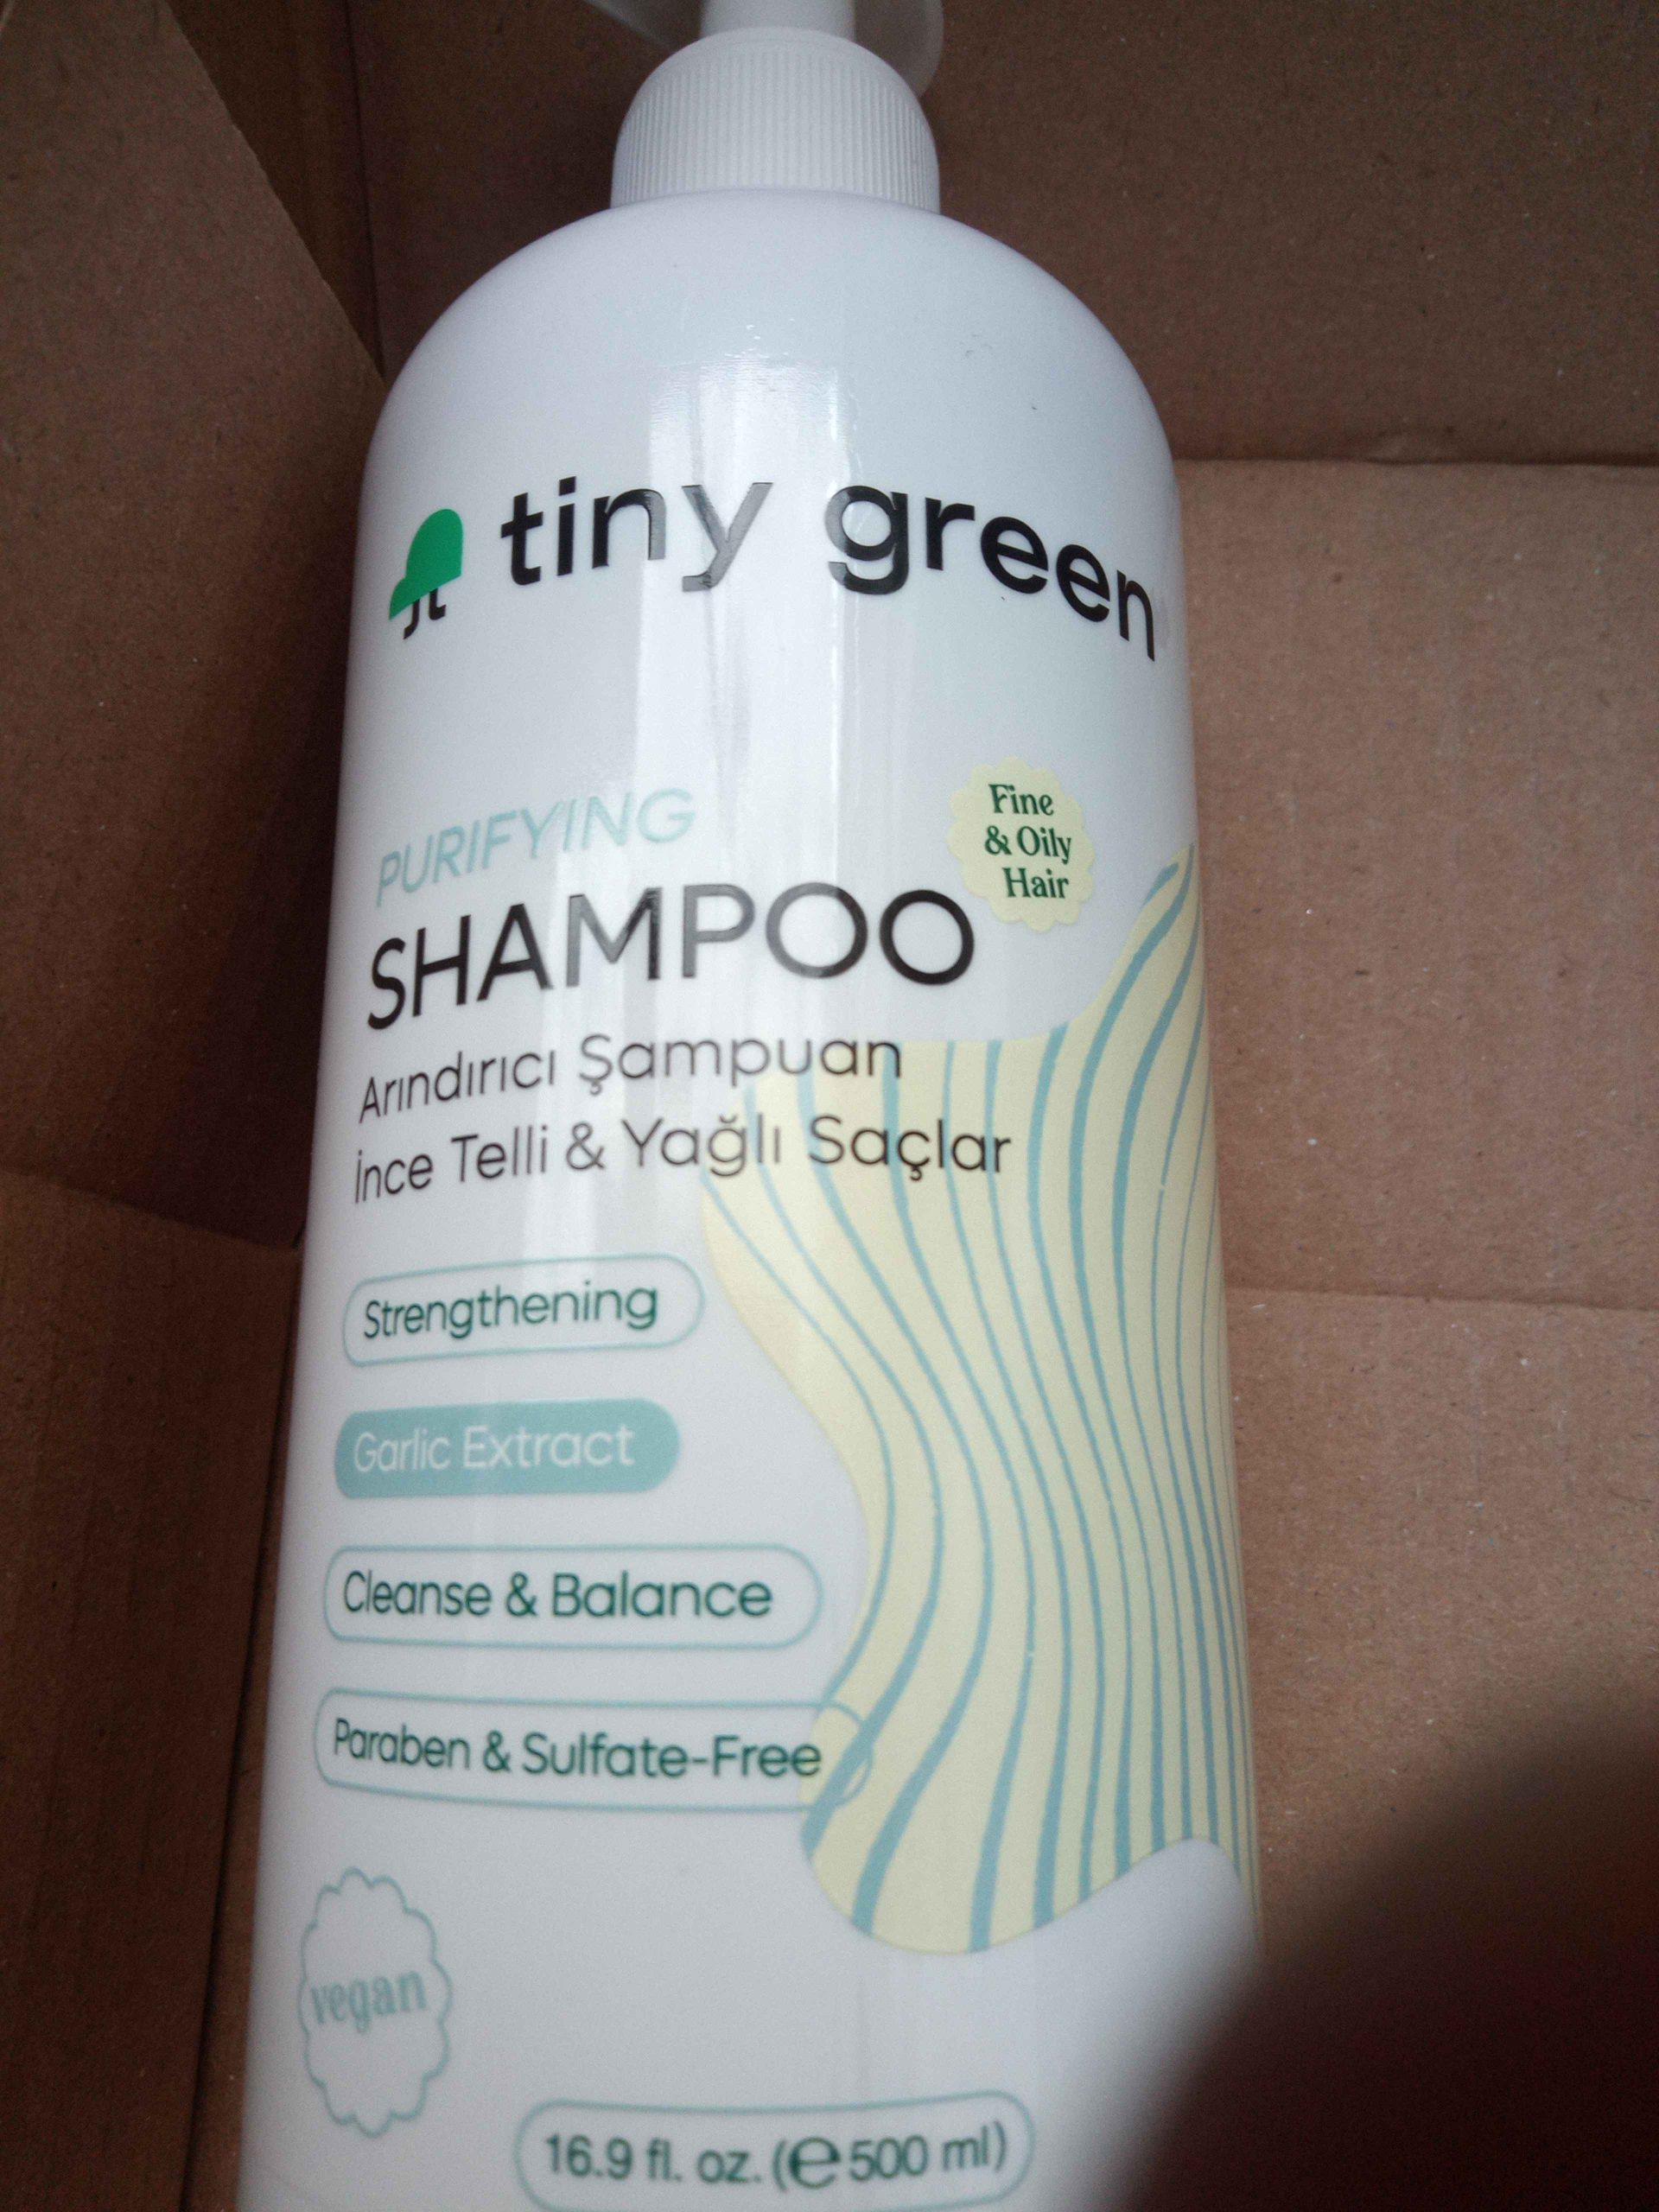 tiny green
PURIFYING
SHAMPOO
Fine
& Oily
Hair
Arındırıcı Şampuan
İnce Telli & Yağlı Saçlar
Strengthening
Garlic Extract
Cleanse & Balance
Paraben & Sulfate-Free
vegan
16.9 fl. oz. (℮ 500 ml)